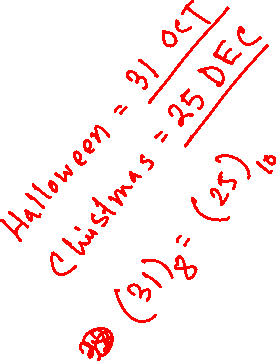 Halloween = 31 OCT
Christmas = 25 DEC
(31)8 = (25)10